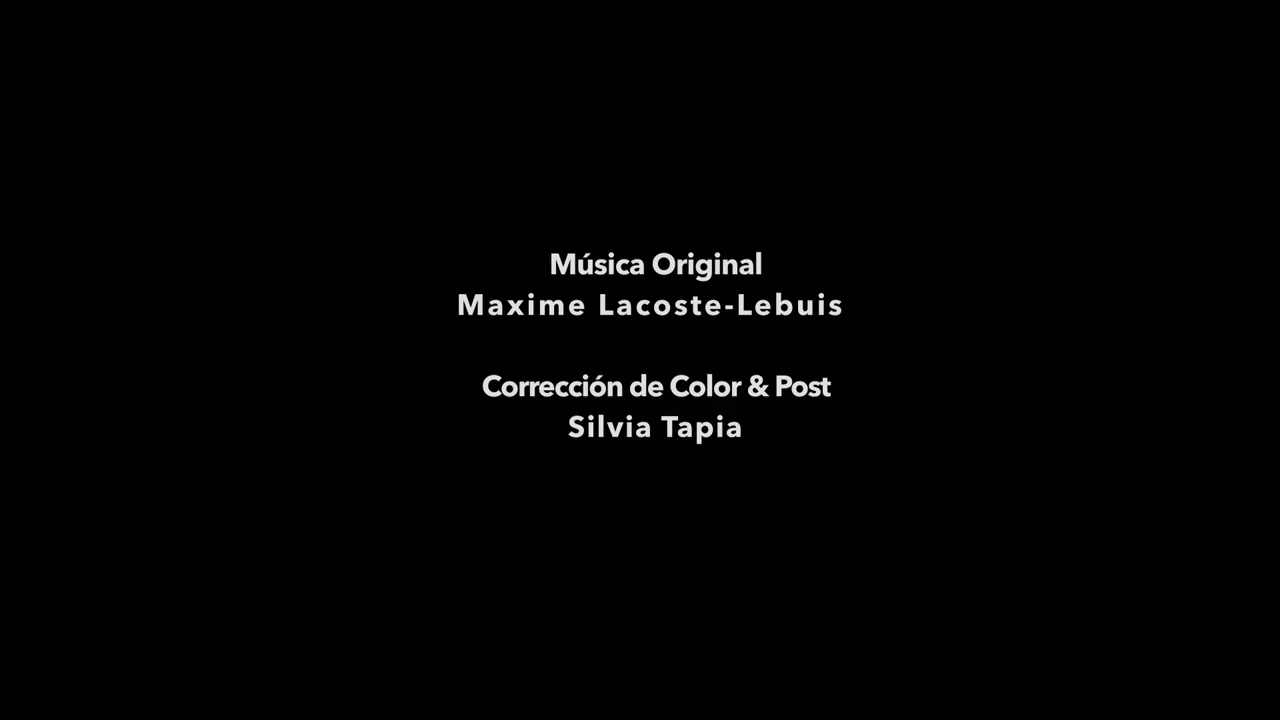 Música Original
Maxime Lacoste-Lebuis
Corrección de Color & Post
Silvia Tapia